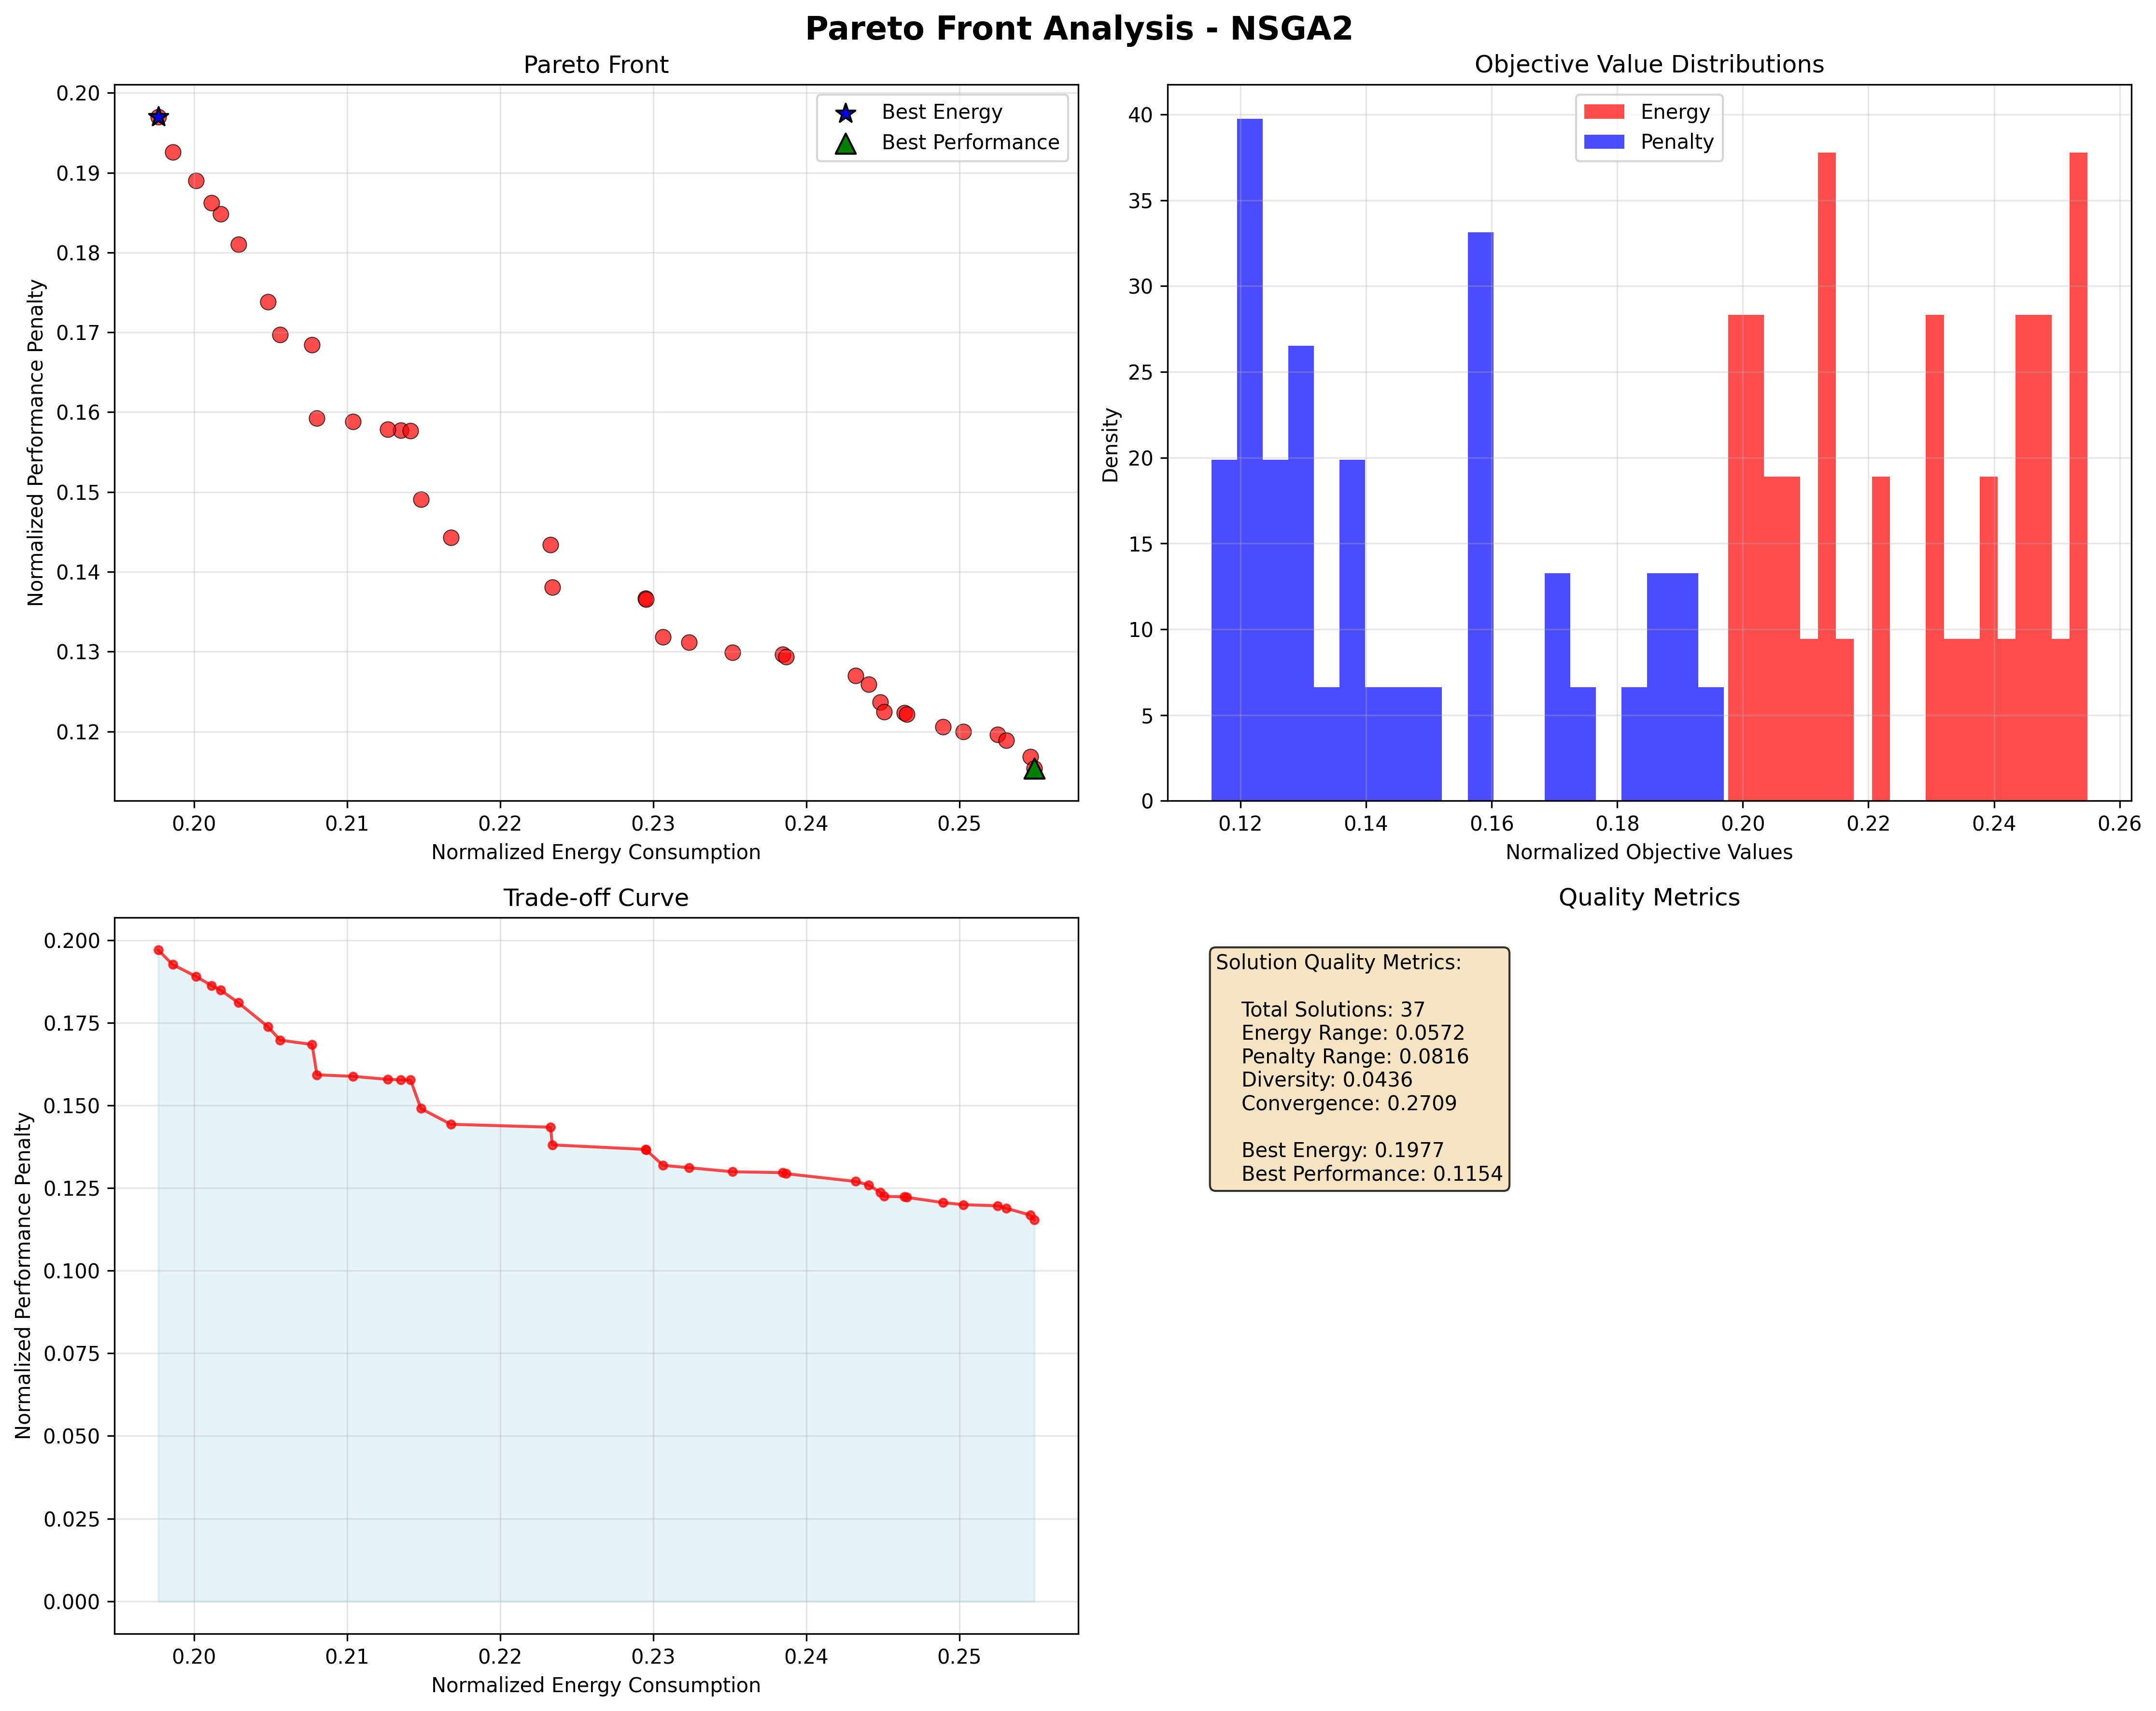 Pareto Front Analysis - NSGA2
Pareto Front
Normalized Performance Penalty
0.20
0.19
0.18
0.17
0.16
0.15
0.14
0.13
0.12
Best Energy
Best Performance
0.20 0.21 0.22 0.23 0.24 0.25
Normalized Energy Consumption
Objective Value Distributions
Density
40
35
30
25
20
15
10
5
0
Energy
Penalty
0.12 0.14 0.16 0.18 0.20 0.22 0.24 0.26
Normalized Objective Values
Trade-off Curve
Normalized Performance Penalty
0.200
0.175
0.150
0.125
0.100
0.075
0.050
0.025
0.000
0.20 0.21 0.22 0.23 0.24 0.25
Normalized Energy Consumption
Quality Metrics
Solution Quality Metrics:
Total Solutions: 37
Energy Range: 0.0572
Penalty Range: 0.0816
Diversity: 0.0436
Convergence: 0.2709
Best Energy: 0.1977
Best Performance: 0.1154